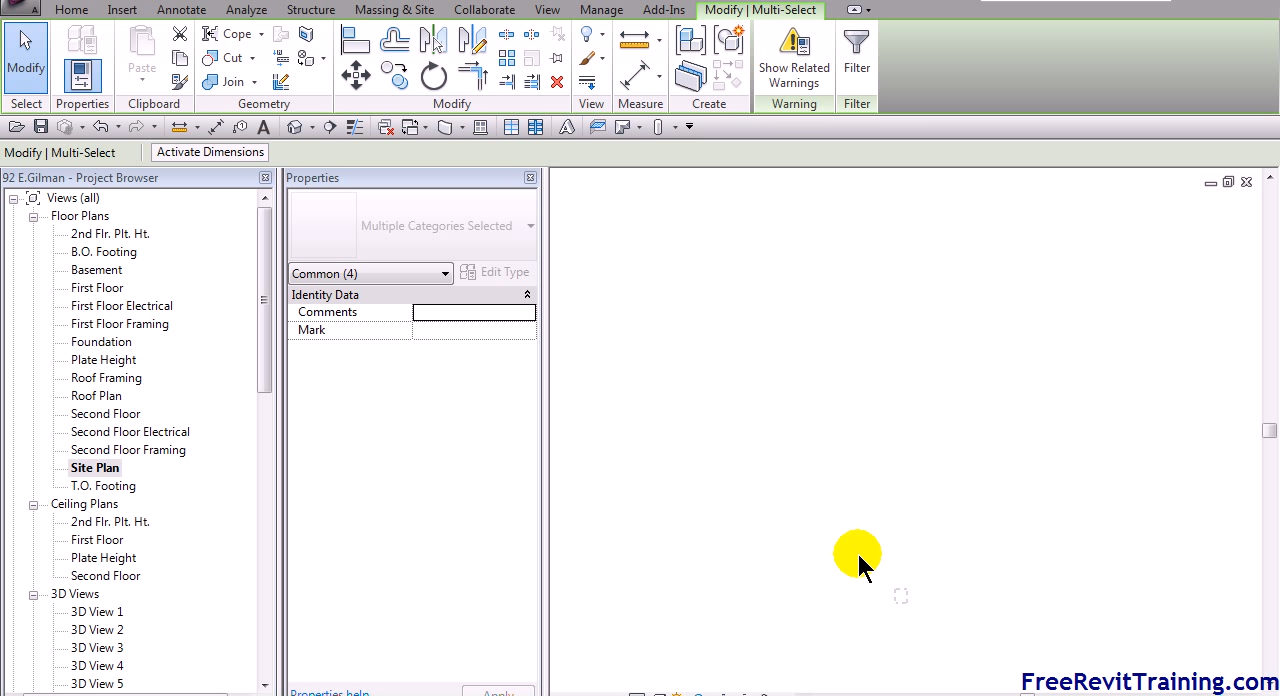 Home Insert Annotate Analyze Structure Massing & Site Collaborate View Manage Add-Ins Modify | Multi-Select
Modify Paste Cope Cut Join Show Related Warnings Filter
Select Properties Clipboard Geometry Modify View Measure Create Warning Filter
Modify | Multi-Select Activate Dimensions
92 E.Gilman - Project Browser
Views (all)
Floor Plans
2nd Flr. Plt. Ht.
B.O. Footing
Basement
First Floor
First Floor Electrical
First Floor Framing
Foundation
Plate Height
Roof Framing
Roof Plan
Second Floor
Second Floor Electrical
Second Floor Framing
Site Plan
T.O. Footing
Ceiling Plans
2nd Flr. Plt. Ht.
First Floor
Plate Height
Second Floor
3D Views
3D View 1
3D View 2
3D View 3
3D View 4
3D View 5
Properties
Multiple Categories Selected
Common (4) Edit Type
Identity Data
Comments
Mark
Properties help Apply
FreeRevitTraining.com